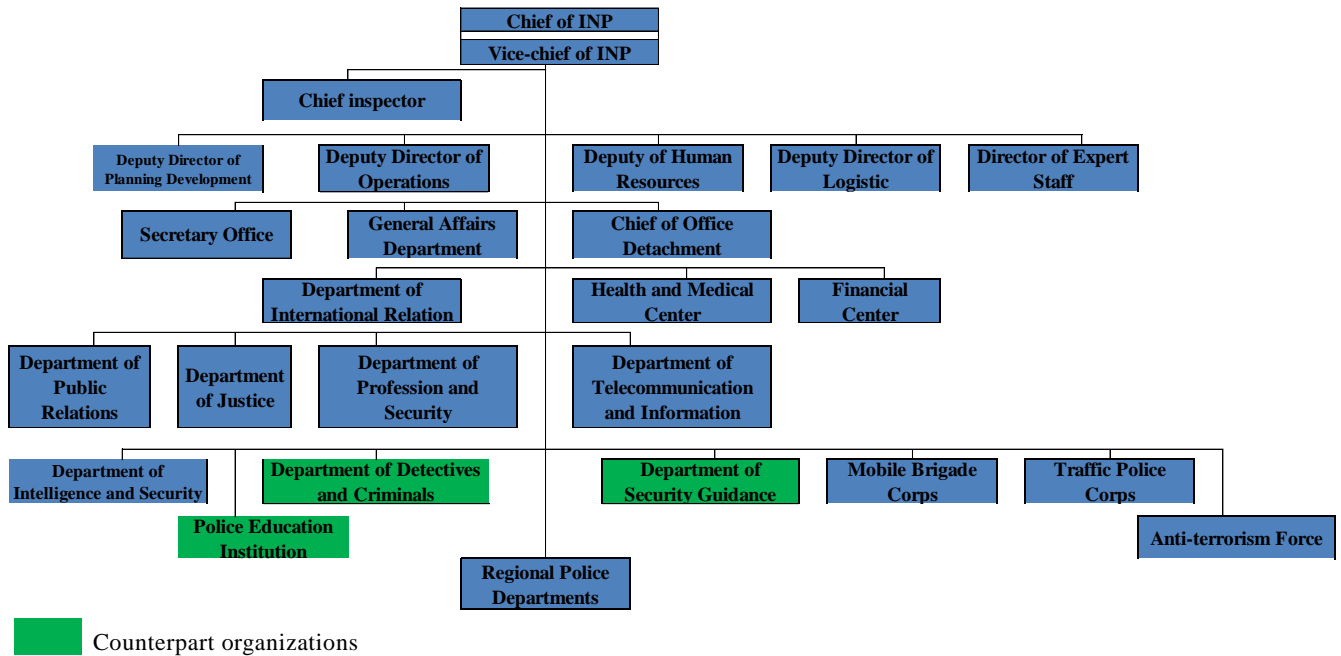 Chief of INP
Vice-chief of INP
Chief inspector
Deputy Director of
Planning Development
Deputy Director of
Operations
Deputy of Human
Resources
Deputy Director of
Logistic
Director of Expert
Staff
Secretary Office
General Affairs
Department
Chief of Office
Detachment
Department of
International Relation
Health and Medical
Center
Financial
Center
Department of
Public
Relations
Department
of Justice
Department of
Profession and
Security
Department of
Telecommunication
and Information
Department of
Intelligence and Security
Department of Detectives
and Criminals
Department of
Security Guidance
Mobile Brigade
Corps
Traffic Police
Corps
Police Education
Institution
Anti-terrorism Force
Regional Police
Departments
Counterpart organizations